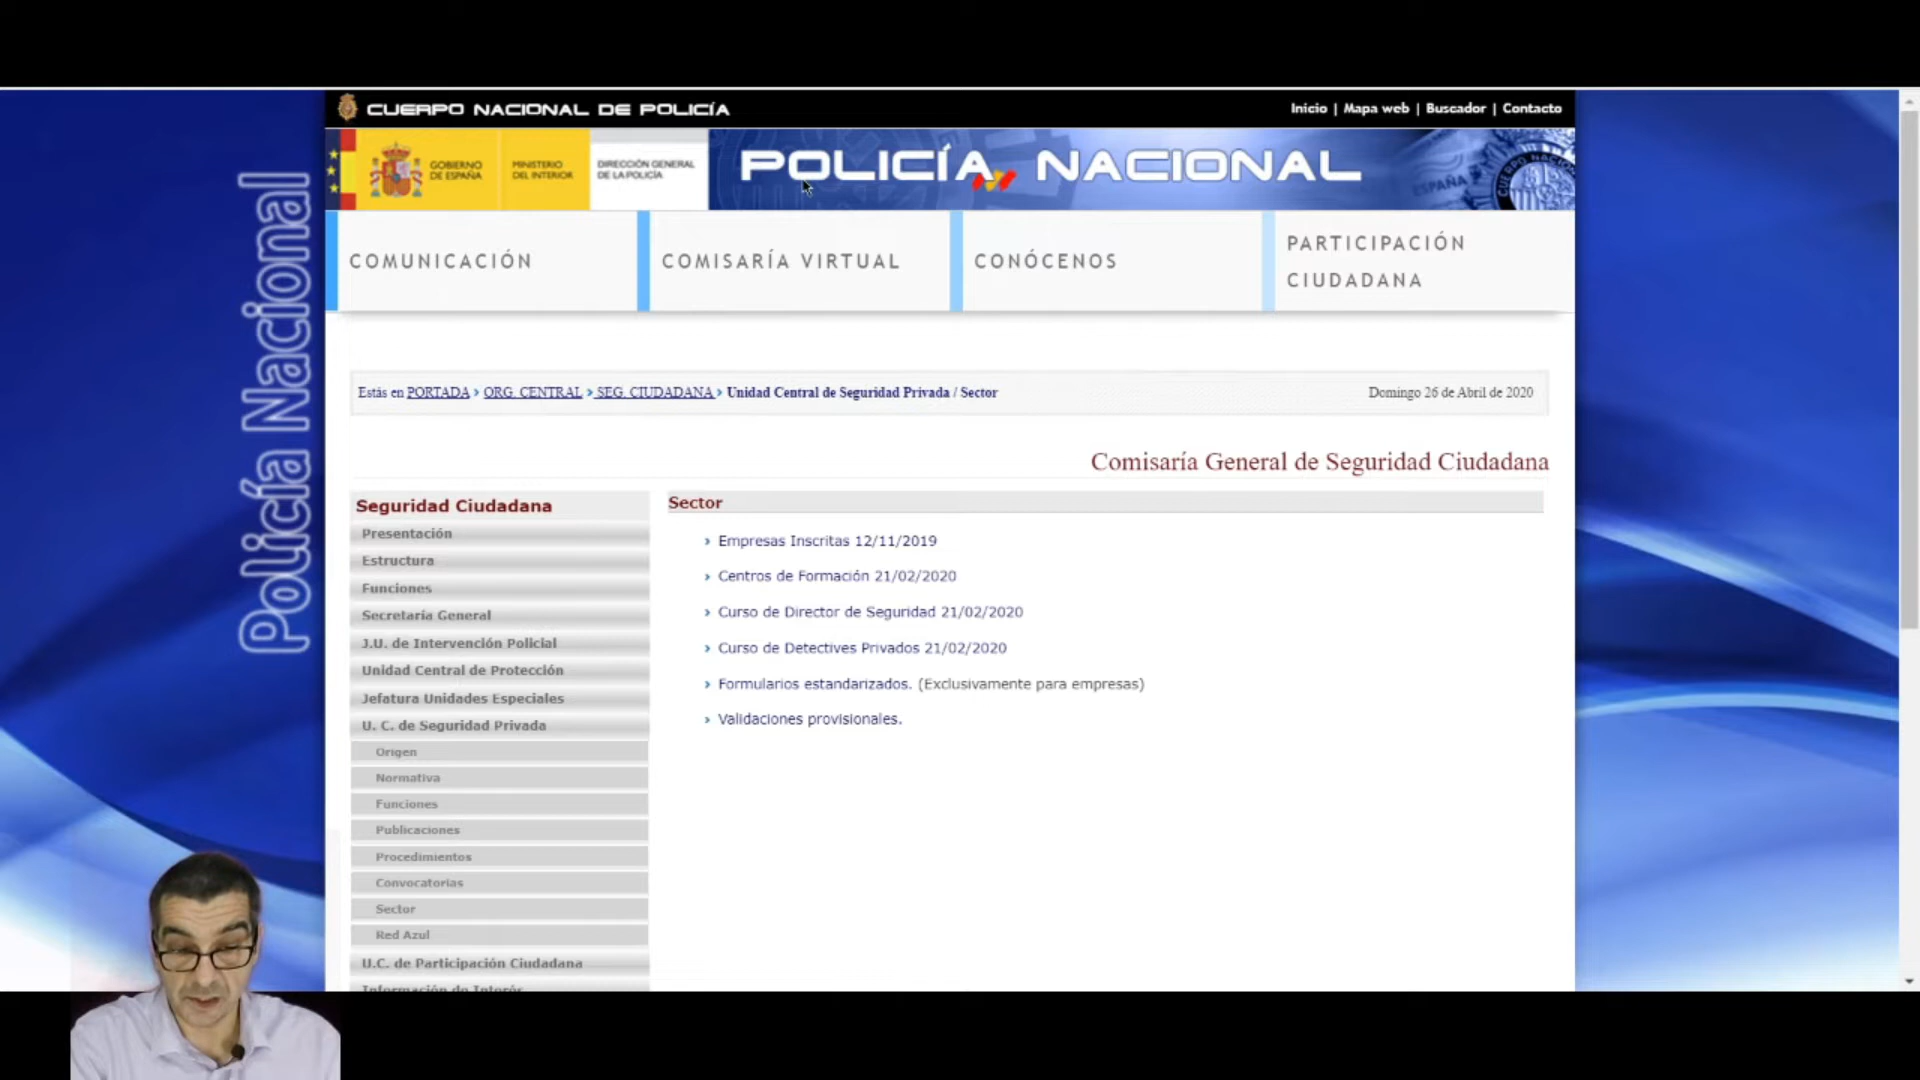 CUERPO NACIONAL DE POLICÍA
Inicio | Mapa web | Buscador | Contacto
GOBIERNO
DE ESPAÑA
MINISTERIO
DEL INTERIOR
DIRECCIÓN GENERAL
DE LA POLICÍA
POLICÍA NACIONAL
ESPAÑA
CUERPO NACIONAL
COMUNICACIÓN
COMISARÍA VIRTUAL
CONÓCENOS
PARTICIPACIÓN
CIUDADANA
Policía Nacional
Estás en PORTADA › ORG. CENTRAL › SEG. CIUDADANA › Unidad Central de Seguridad Privada / Sector
Domingo 26 de Abril de 2020
Comisaría General de Seguridad Ciudadana
Seguridad Ciudadana
Presentación
Estructura
Funciones
Secretaría General
J.U. de Intervención Policial
Unidad Central de Protección
Jefatura Unidades Especiales
U. C. de Seguridad Privada
Origen
Normativa
Funciones
Publicaciones
Procedimientos
Convocatorias
Sector
Red Azul
U.C. de Participación Ciudadana
Información de Interés
Sector
› Empresas Inscritas 12/11/2019
› Centros de Formación 21/02/2020
› Curso de Director de Seguridad 21/02/2020
› Curso de Detectives Privados 21/02/2020
› Formularios estandarizados. (Exclusivamente para empresas)
› Validaciones provisionales.